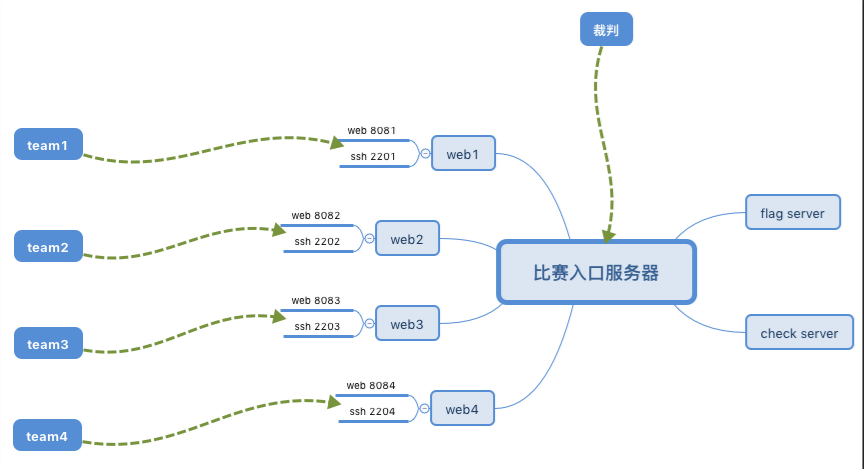 裁判
team1
web 8081
ssh 2201
web1
team2
web 8082
ssh 2202
web2
flag server
比赛入口服务器
team3
web 8083
ssh 2203
web3
check server
team4
web 8084
ssh 2204
web4